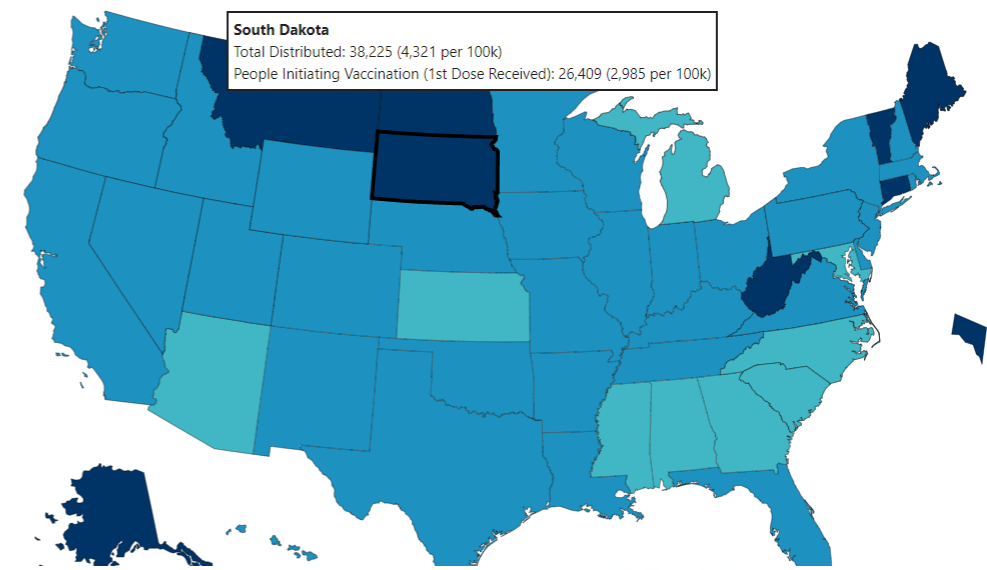 South Dakota
Total Distributed: 38,225 (4,321 per 100k)
People Initiating Vaccination (1st Dose Received): 26,409 (2,985 per 100k)